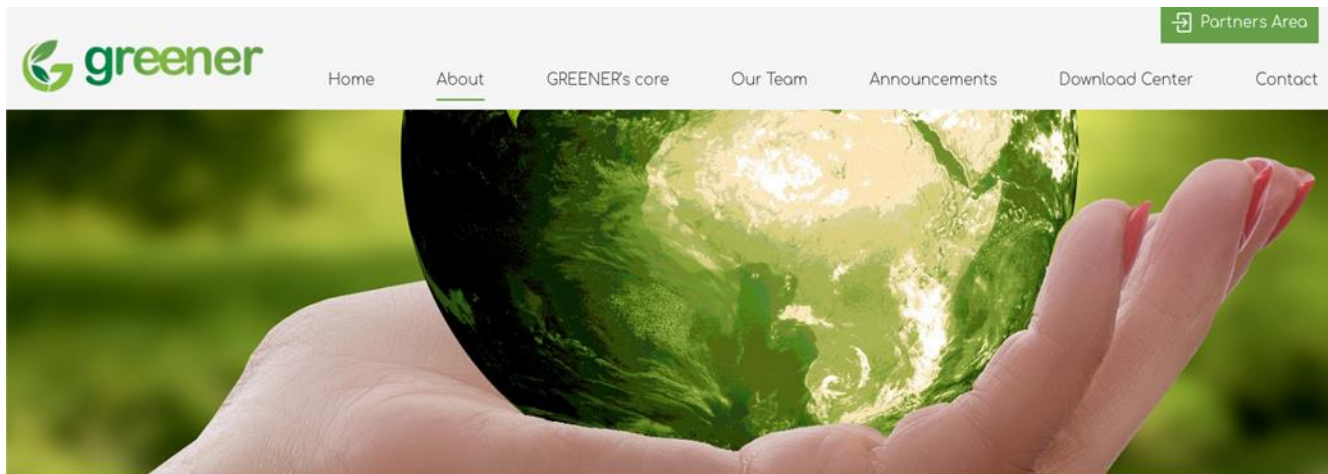 Partners Area
greener
Home About GREENER's core Our Team Announcements Download Center Contact